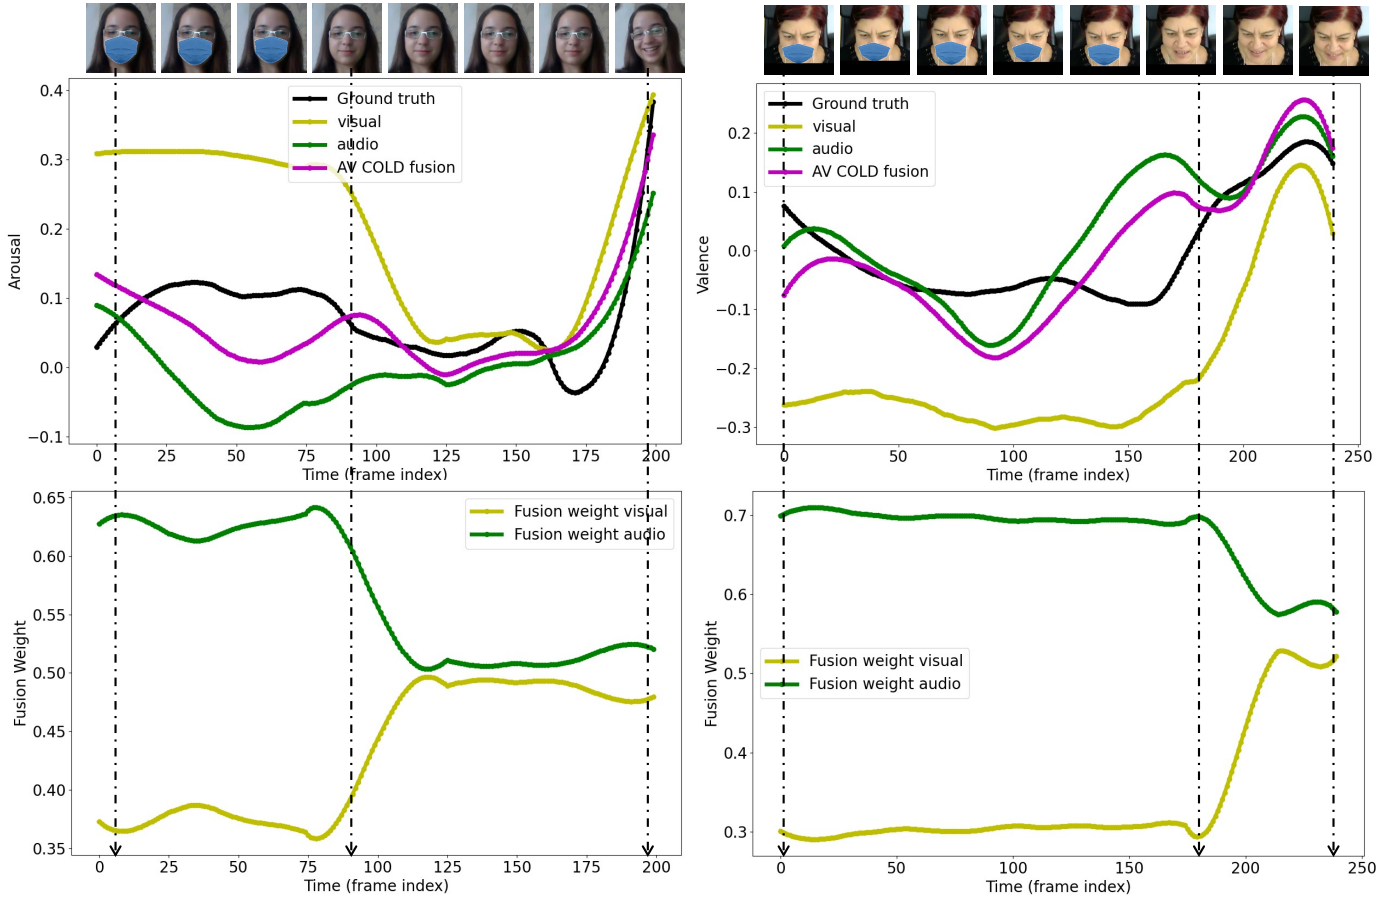 0.4
0.3
0.2
0.1
0.0
−0.1
Arousal
Ground truth
visual
audio
AV COLD fusion
0 25 50 75 100 125 150 175 200
Time (frame index)
0.2
0.1
0.0
−0.1
−0.2
−0.3
Valence
Ground truth
visual
audio
AV COLD fusion
0 50 100 150 200 250
Time (frame index)
0.65
0.60
0.55
0.50
0.45
0.40
0.35
Fusion Weight
Fusion weight visual
Fusion weight audio
0 25 50 75 100 125 150 175 200
Time (frame index)
0.7
0.6
0.5
0.4
0.3
Fusion Weight
Fusion weight visual
Fusion weight audio
0 50 100 150 200 250
Time (frame index)